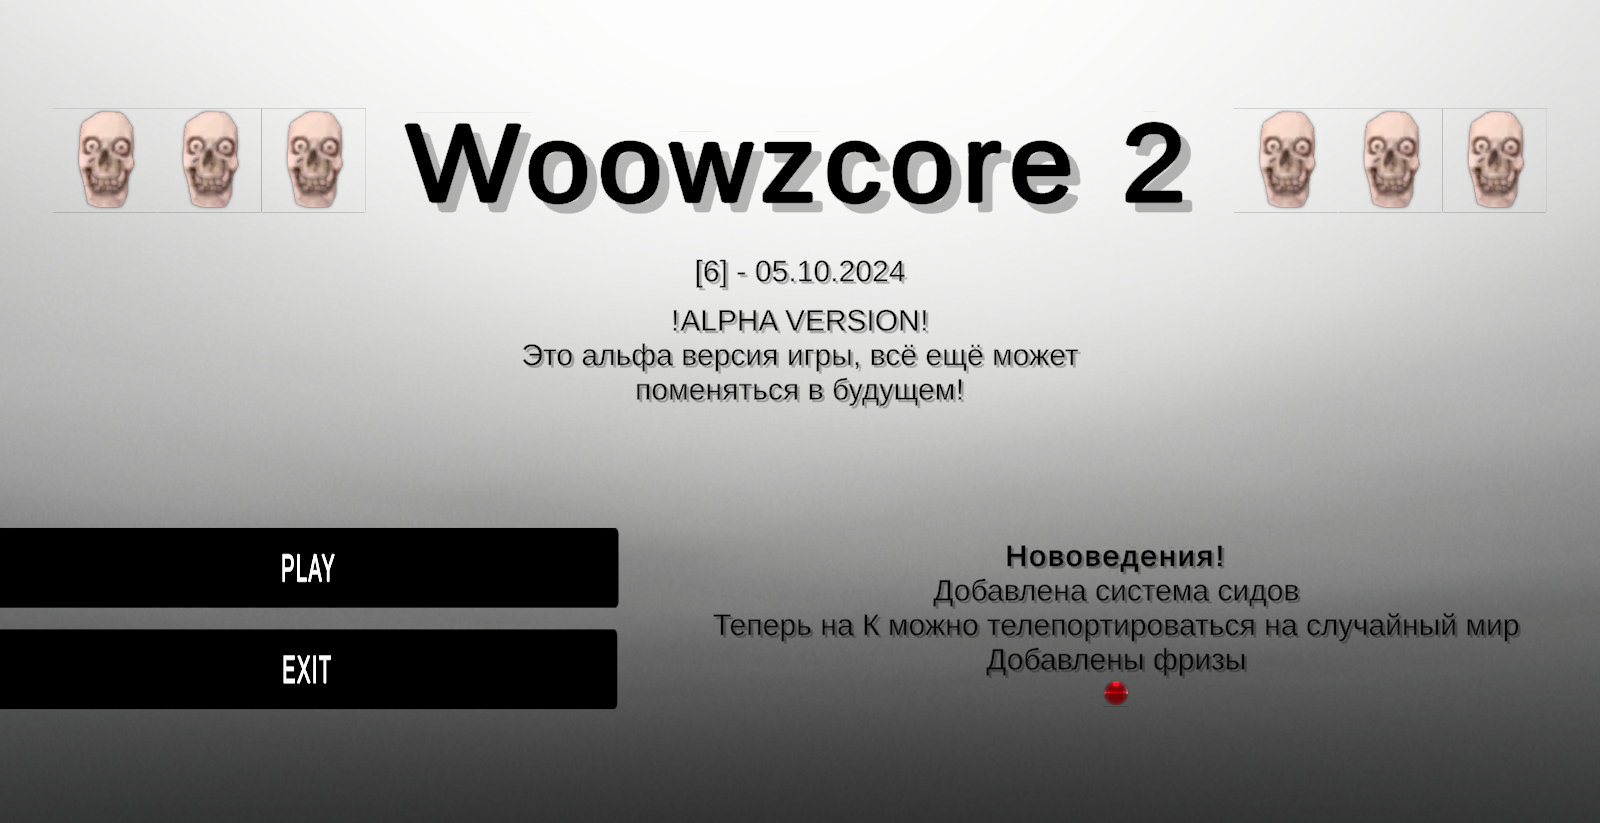 Woowzcore 2
[6] - 05.10.2024
!ALPHA VERSION!
Это альфа версия игры, всё ещё может
поменяться в будущем!
PLAY
EXIT
Нововедения!
Добавлена система сидов
Теперь на К можно телепортироваться на случайный мир
Добавлены фризы